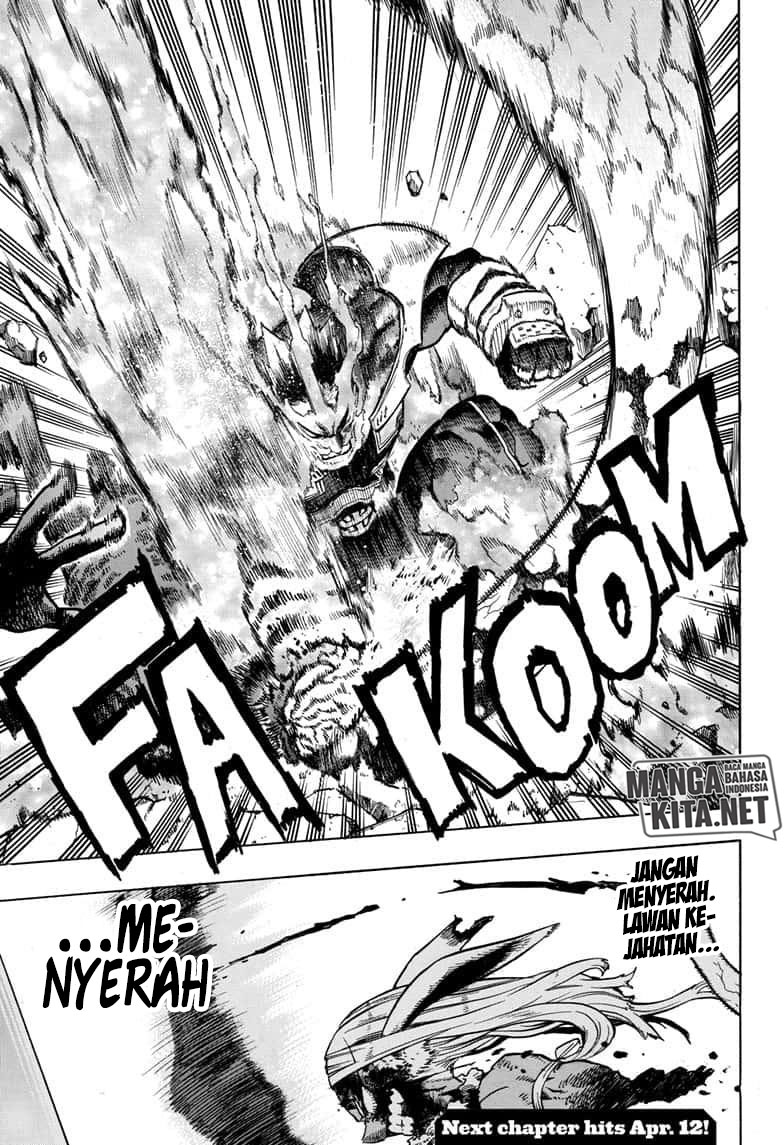 FA KOOM
MANGA
-KITA.NET
BACA MANGA
BAHASA
INDONESIA
JANGAN
MENYERAH.
LAWAN KE-
JAHATAN...
...ME-
NYERAH
Next chapter hits Apr. 12!